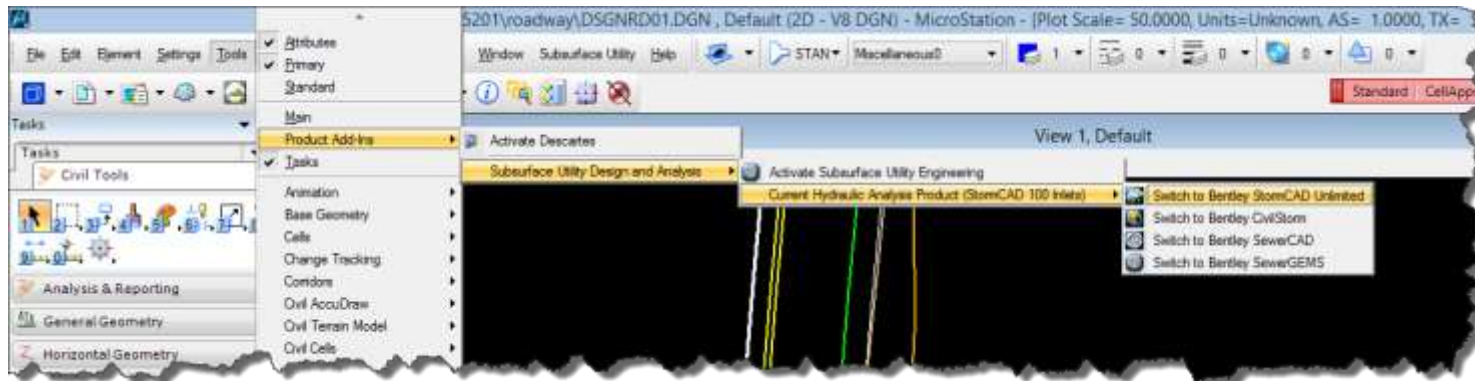 5201\roadway\DSGNRD01.DGN , Default (2D - V8 DGN) - MicroStation - [Plot Scale= 50.0000, Units=Unknown, AS= 1.0000, TX=
File Edit Element Settings Tools
Window Subsurface Utility Help STAN Miscellaneous0 1 0 0 0 0
Attributes
Primary
Standard
Main
Product Add-Ins
Tasks
Animation
Base Geometry
Cells
Change Tracking
Corridors
Civil AccuDraw
Civil Terrain Model
Civil Cells
Activate Descartes
Subsurface Utility Design and Analysis
Activate Subsurface Utility Engineering
Current Hydraulic Analysis Product (StormCAD 100 Inlets)
Switch to Bentley StormCAD Unlimited
Switch to Bentley CivilStorm
Switch to Bentley SewerCAD
Switch to Bentley SewerGEMS
Standard CellApp
View 1, Default
Tasks
Tasks
Civil Tools
Analysis & Reporting
General Geometry
Horizontal Geometry